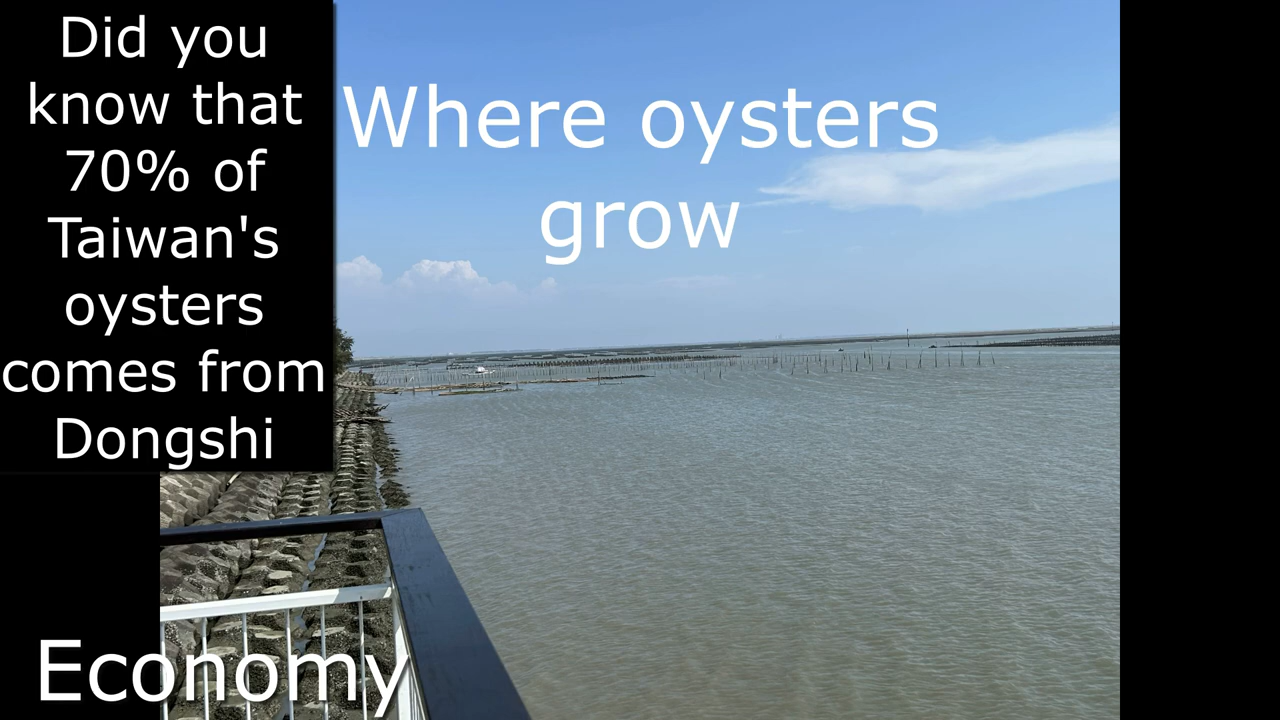 Did you
know that
70% of
Taiwan's
oysters
comes from
Dongshi
Where oysters
grow
Economy